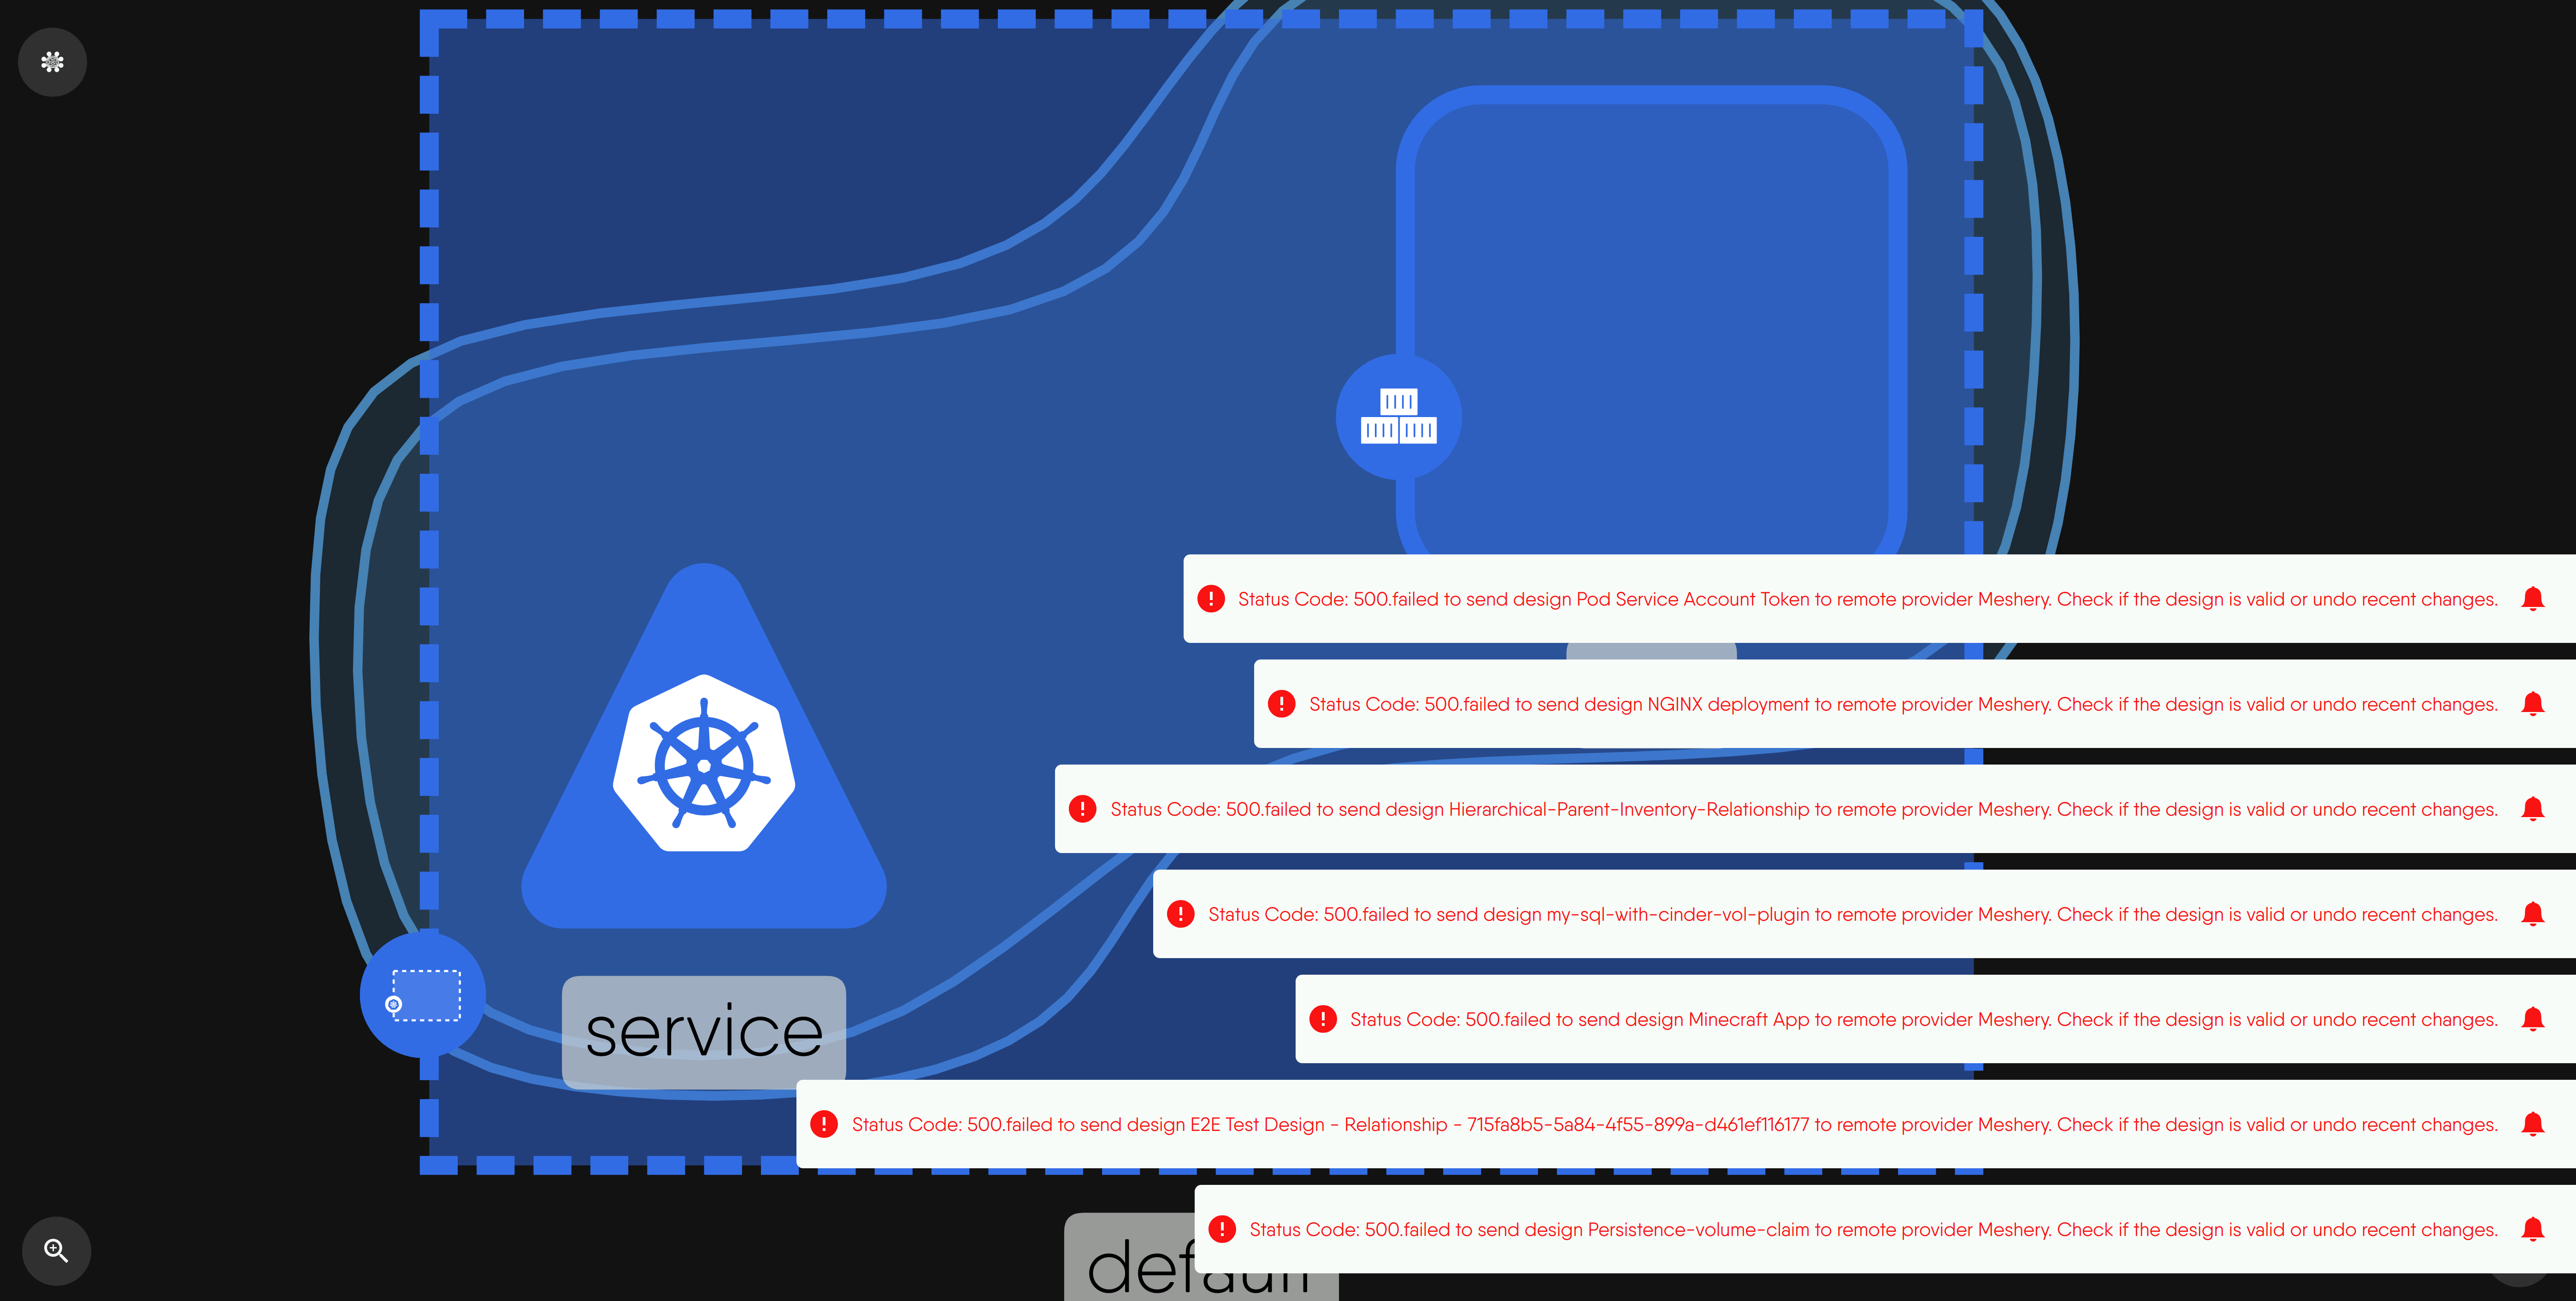 Status Code: 500.failed to send design Pod Service Account Token to remote provider Meshery. Check if the design is valid or undo recent changes.
Status Code: 500.failed to send design NGINX deployment to remote provider Meshery. Check if the design is valid or undo recent changes.
Status Code: 500.failed to send design Hierarchical-Parent-Inventory-Relationship to remote provider Meshery. Check if the design is valid or undo recent changes.
Status Code: 500.failed to send design my-sql-with-cinder-vol-plugin to remote provider Meshery. Check if the design is valid or undo recent changes.
Status Code: 500.failed to send design Minecraft App to remote provider Meshery. Check if the design is valid or undo recent changes.
service
Status Code: 500.failed to send design E2E Test Design - Relationship - 715fa8b5-5a84-4f55-899a-d461ef116177 to remote provider Meshery. Check if the design is valid or undo recent changes.
Status Code: 500.failed to send design Persistence-volume-claim to remote provider Meshery. Check if the design is valid or undo recent changes.
default